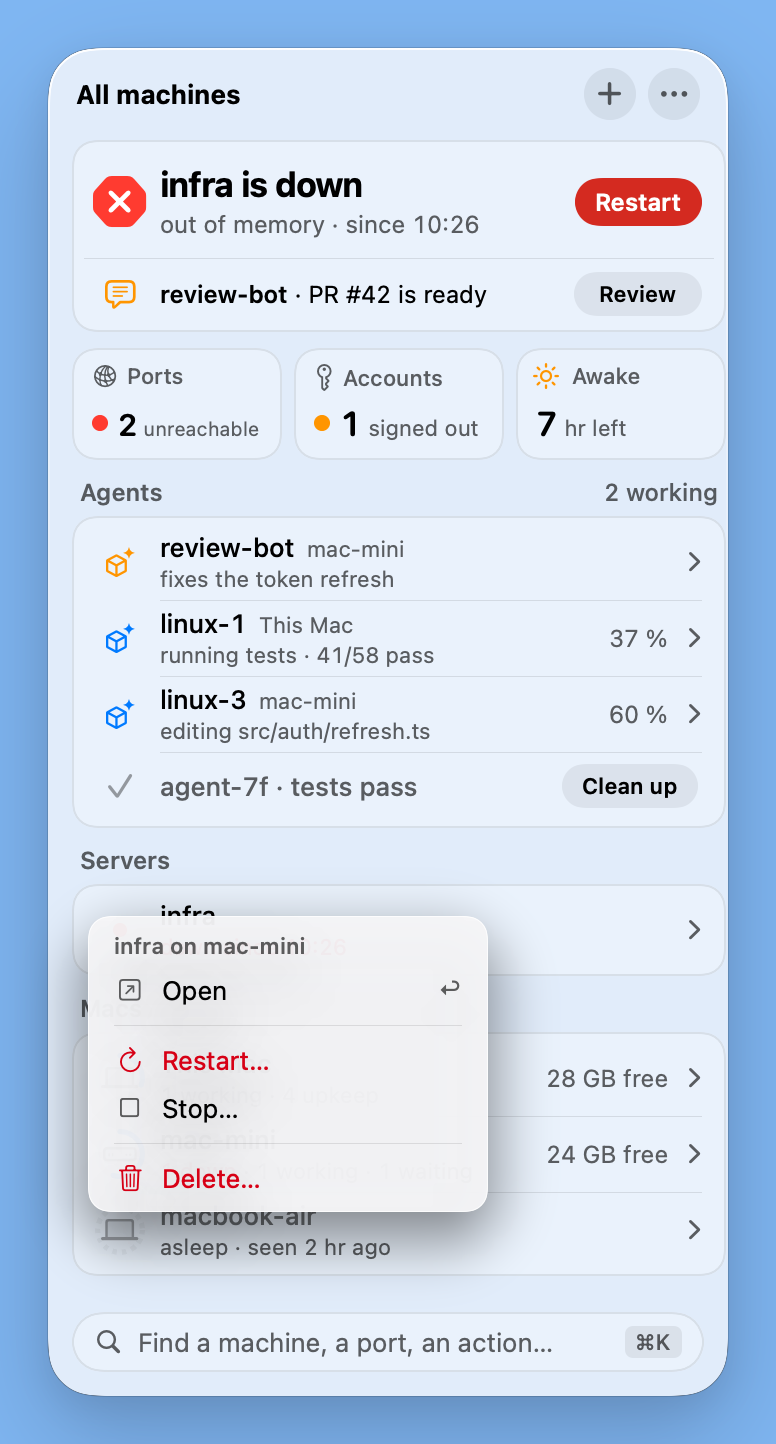 All machines
infra is down
out of memory · since 10:26
Restart
review-bot · PR #42 is ready
Review
Ports
2 unreachable
Accounts
1 signed out
Awake
7 hr left
Agents
2 working
review-bot mac-mini
fixes the token refresh
linux-1 This Mac
running tests · 41/58 pass
37 %
linux-3 mac-mini
editing src/auth/refresh.ts
60 %
agent-7f · tests pass
Clean up
Servers
infra
infra on mac-mini
Open
Restart...
Stop...
Delete...
28 GB free
mac-mini
24 GB free
macbook-air
asleep · seen 2 hr ago
Find a machine, a port, an action...
⌘K